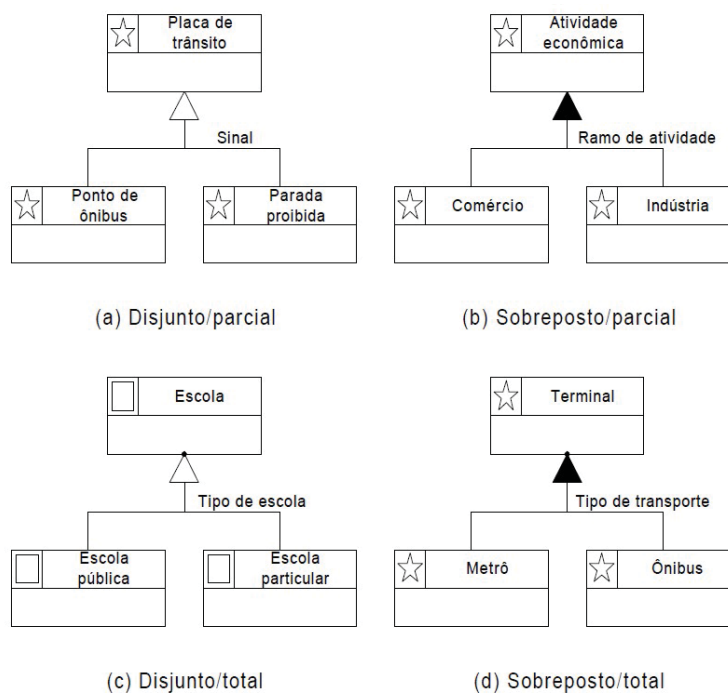 Placa de
trânsito
Atividade
econômica
Sinal
Ramo de atividade
Ponto de
ônibus
Parada
proibida
Comércio
Indústria
(a) Disjunto/parcial
(b) Sobreposto/parcial
Escola
Terminal
Tipo de escola
Tipo de transporte
Escola
pública
Escola
particular
Metrô
Ônibus
(c) Disjunto/total
(d) Sobreposto/total